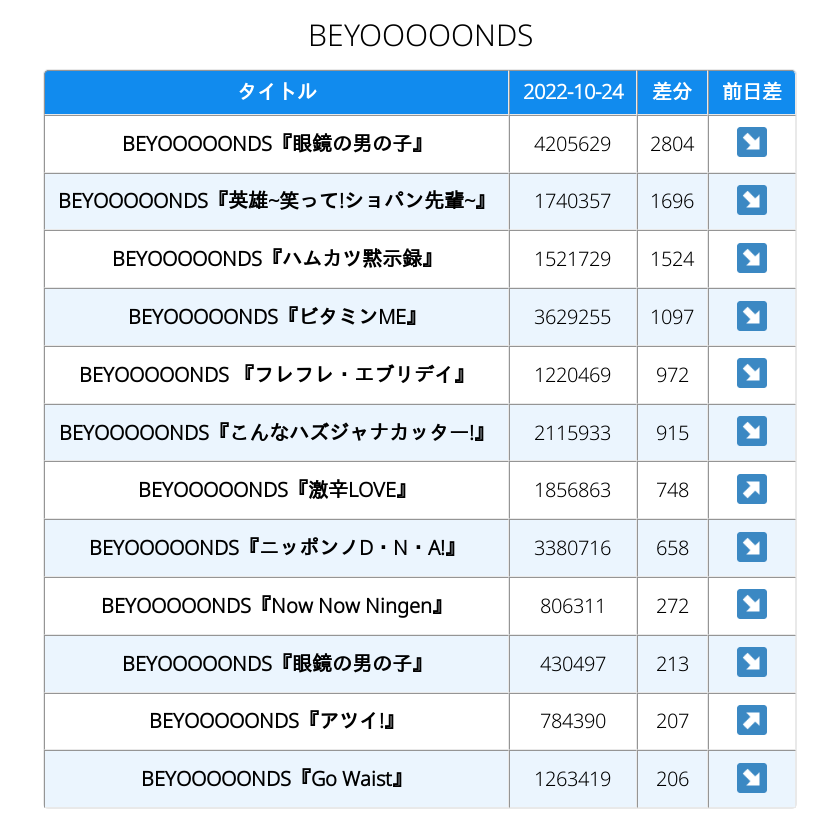 BEYOOOOONDS
タイトル 2022-10-24 差分 前日差
BEYOOOOONDS『眼鏡の男の子』 4205629 2804 ↘
BEYOOOOONDS『英雄~笑って!ショパン先輩~』 1740357 1696 ↘
BEYOOOOONDS『ハムカツ黙示録』 1521729 1524 ↘
BEYOOOOONDS『ビタミンME』 3629255 1097 ↘
BEYOOOOONDS 『フレフレ・エブリデイ』 1220469 972 ↘
BEYOOOOONDS『こんなハズジャナカッター!』 2115933 915 ↘
BEYOOOOONDS『激辛LOVE』 1856863 748 ↗
BEYOOOOONDS『ニッポンノD・N・A!』 3380716 658 ↘
BEYOOOOONDS『Now Now Ningen』 806311 272 ↘
BEYOOOOONDS『眼鏡の男の子』 430497 213 ↘
BEYOOOOONDS『アツイ!』 784390 207 ↗
BEYOOOOONDS『Go Waist』 1263419 206 ↘